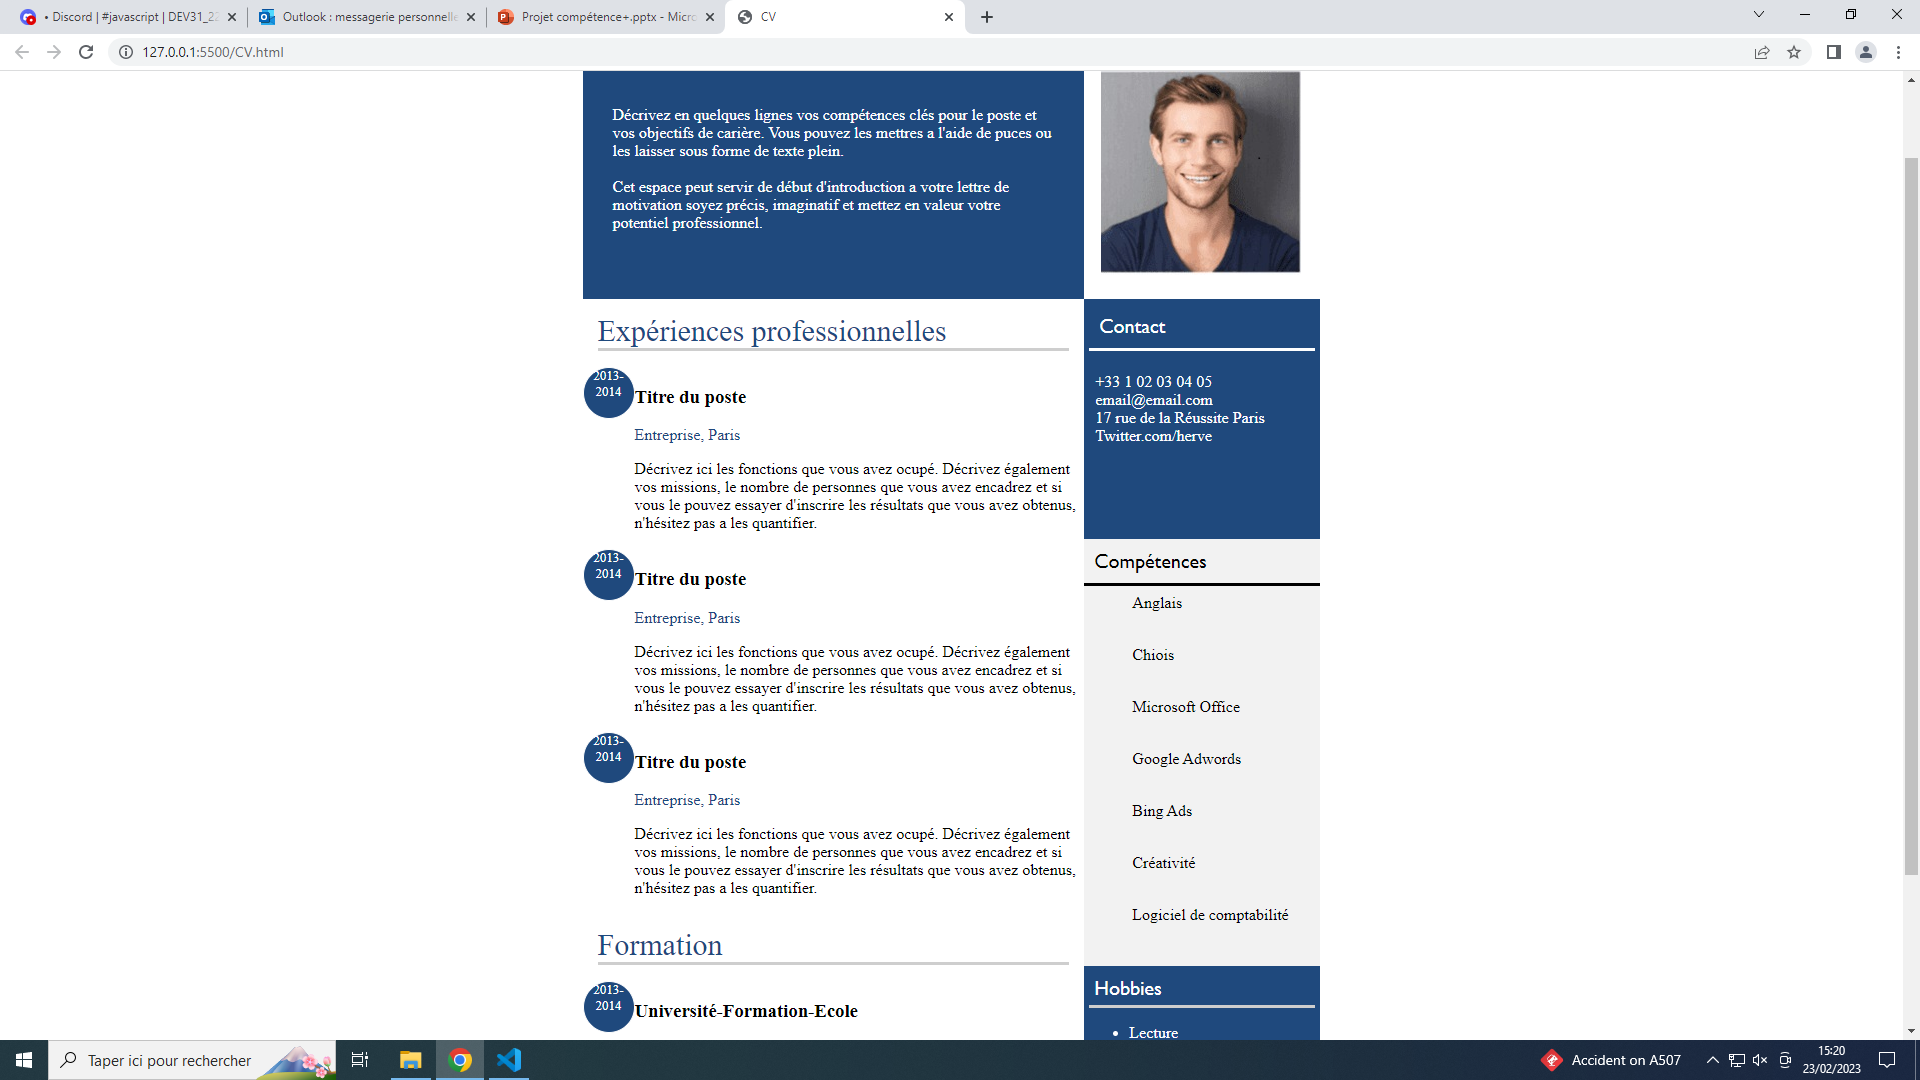 • Discord | #javascript | DEV31_22
Outlook : messagerie personnelle
Projet compétence+.pptx - Micro
CV
127.0.0.1:5500/CV.html
Décrivez en quelques lignes vos compétences clés pour le poste et
vos objectifs de carière. Vous pouvez les mettres a l'aide de puces ou
les laisser sous forme de texte plein.
Cet espace peut servir de début d'introduction a votre lettre de
motivation soyez précis, imaginatif et mettez en valeur votre
potentiel professionnel.
Expériences professionnelles
2013-
2014
Titre du poste
Entreprise, Paris
Décrivez ici les fonctions que vous avez ocupé. Décrivez également
vos missions, le nombre de personnes que vous avez encadrez et si
vous le pouvez essayer d'inscrire les résultats que vous avez obtenus,
n'hésitez pas a les quantifier.
2013-
2014
Titre du poste
Entreprise, Paris
Décrivez ici les fonctions que vous avez ocupé. Décrivez également
vos missions, le nombre de personnes que vous avez encadrez et si
vous le pouvez essayer d'inscrire les résultats que vous avez obtenus,
n'hésitez pas a les quantifier.
2013-
2014
Titre du poste
Entreprise, Paris
Décrivez ici les fonctions que vous avez ocupé. Décrivez également
vos missions, le nombre de personnes que vous avez encadrez et si
vous le pouvez essayer d'inscrire les résultats que vous avez obtenus,
n'hésitez pas a les quantifier.
Formation
2013-
2014
Université-Formation-Ecole
Contact
+33 1 02 03 04 05
email@email.com
17 rue de la Réussite Paris
Twitter.com/herve
Compétences
Anglais
Chiois
Microsoft Office
Google Adwords
Bing Ads
Créativité
Logiciel de comptabilité
Hobbies
• Lecture
Taper ici pour rechercher
Accident on A507
15:20
23/02/2023